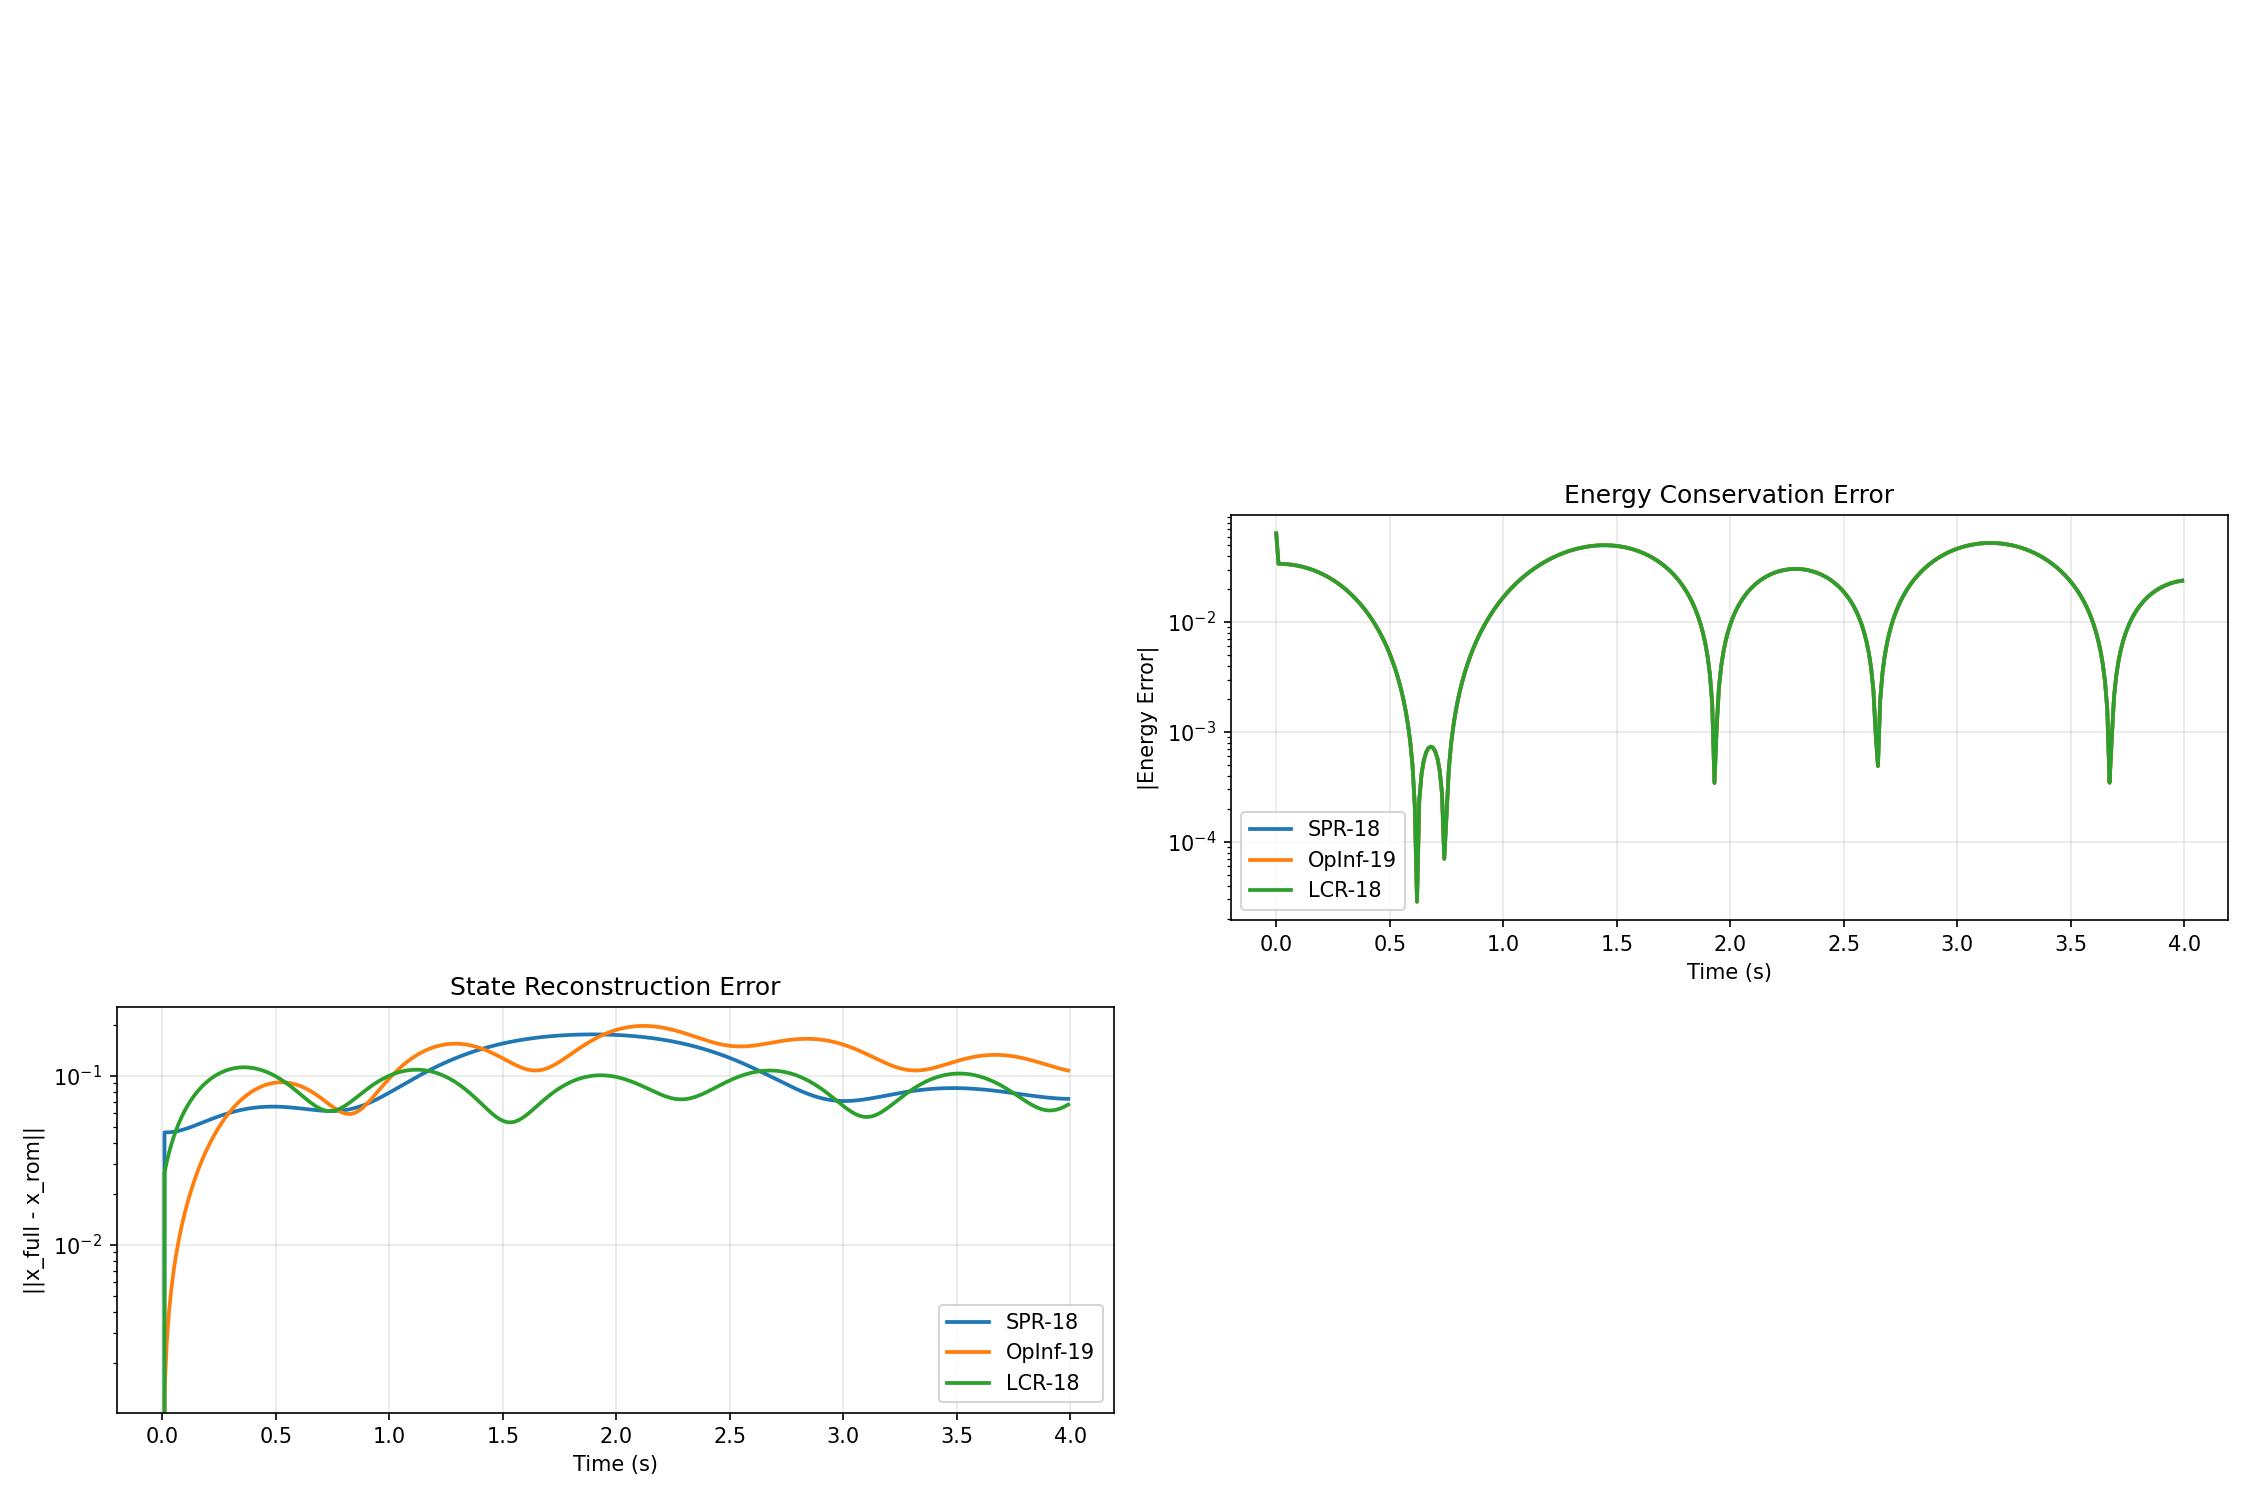 Energy Conservation Error
|Energy Error|
10⁻²
10⁻³
10⁻⁴
SPR-18
OpInf-19
LCR-18
0.0 0.5 1.0 1.5 2.0 2.5 3.0 3.5 4.0
Time (s)
State Reconstruction Error
||x_full - x_rom||
10⁻¹
10⁻²
SPR-18
OpInf-19
LCR-18
0.0 0.5 1.0 1.5 2.0 2.5 3.0 3.5 4.0
Time (s)